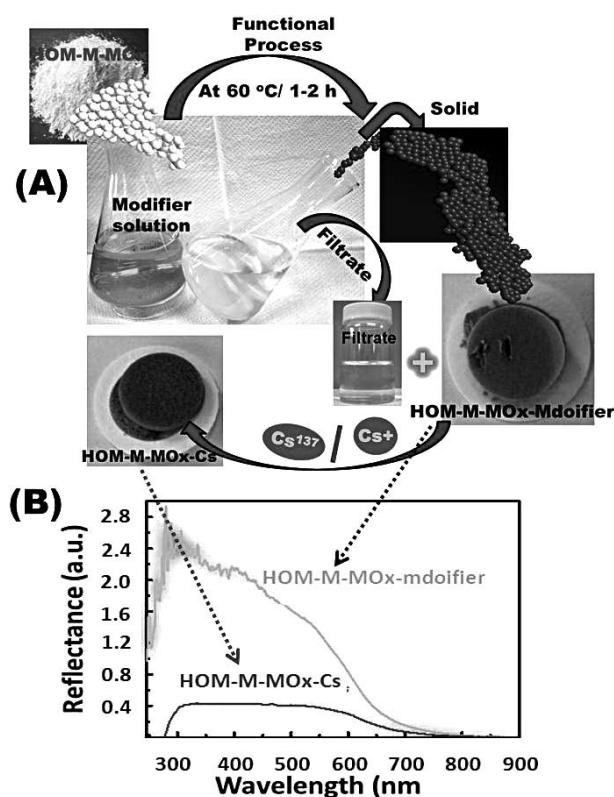 Functional
Process
HOM-M-MOx
At 60 °C/ 1-2 h
Solid
(A)
Modifier
solution
Filtrate
Filtrate
+
HOM-M-MOx-Mdoifier
HOM-M-MOx-Cs
Cs137 / Cs+
(B)
Reflectance (a.u.)
2.8
2.4
2.0
1.6
1.2
0.8
0.4
HOM-M-MOx-mdoifier
HOM-M-MOx-Cs
300 400 500 600 700 800 900
Wavelength (nm